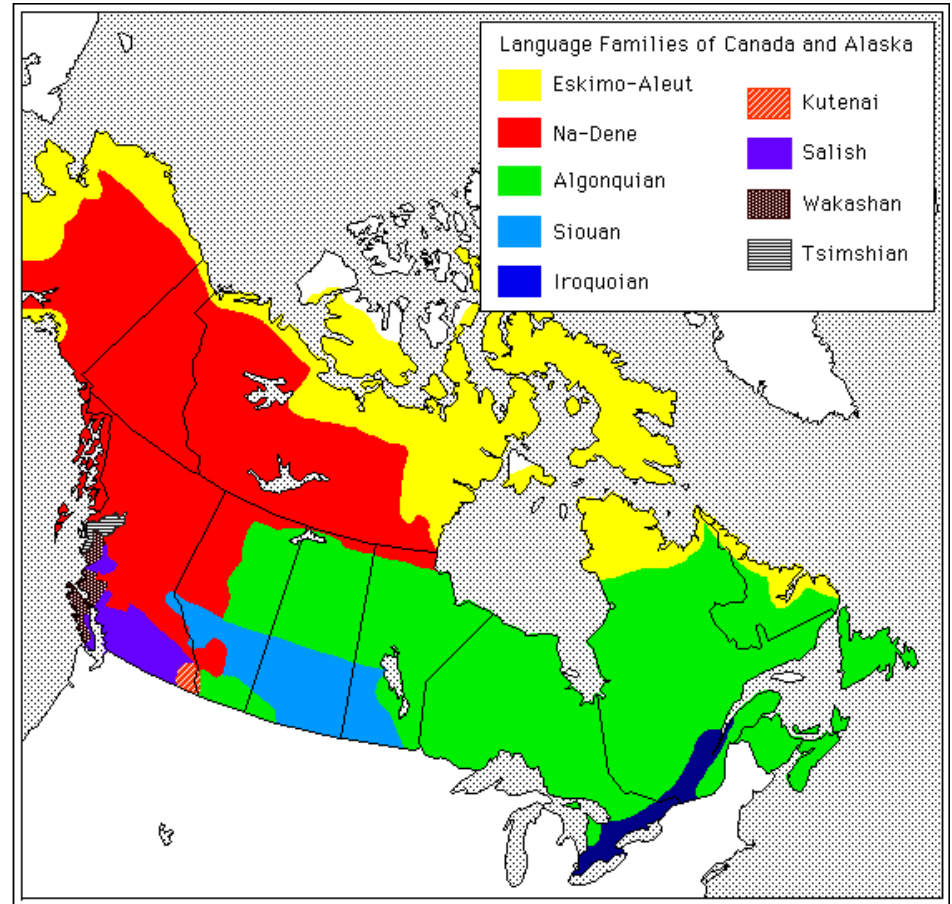 Language Families of Canada and Alaska
Eskimo-Aleut
Na-Dene
Algonquian
Siouan
Iroquoian
Kutenai
Salish
Wakashan
Tsimshian